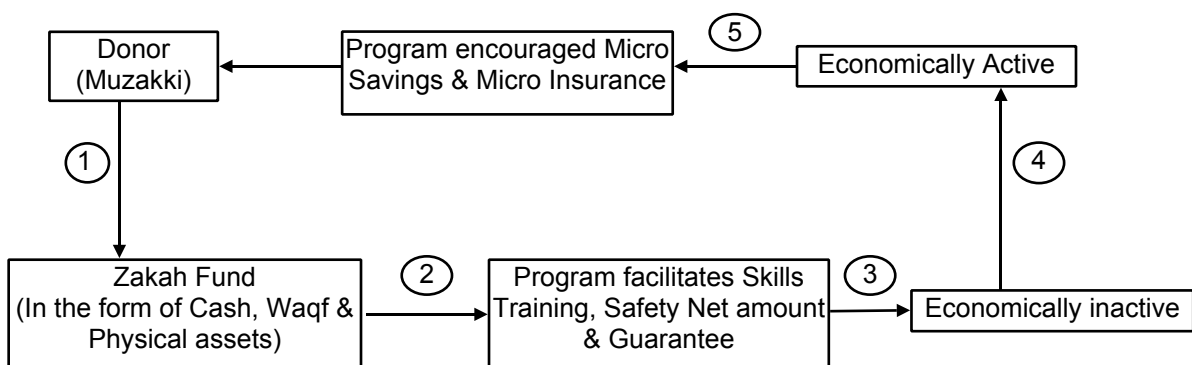 Donor
(Muzakki)
Program encouraged Micro
Savings & Micro Insurance
5
Economically Active
1
4
Zakah Fund
(In the form of Cash, Waqf &
Physical assets)
2
Program facilitates Skills
Training, Safety Net amount
& Guarantee
3
Economically inactive